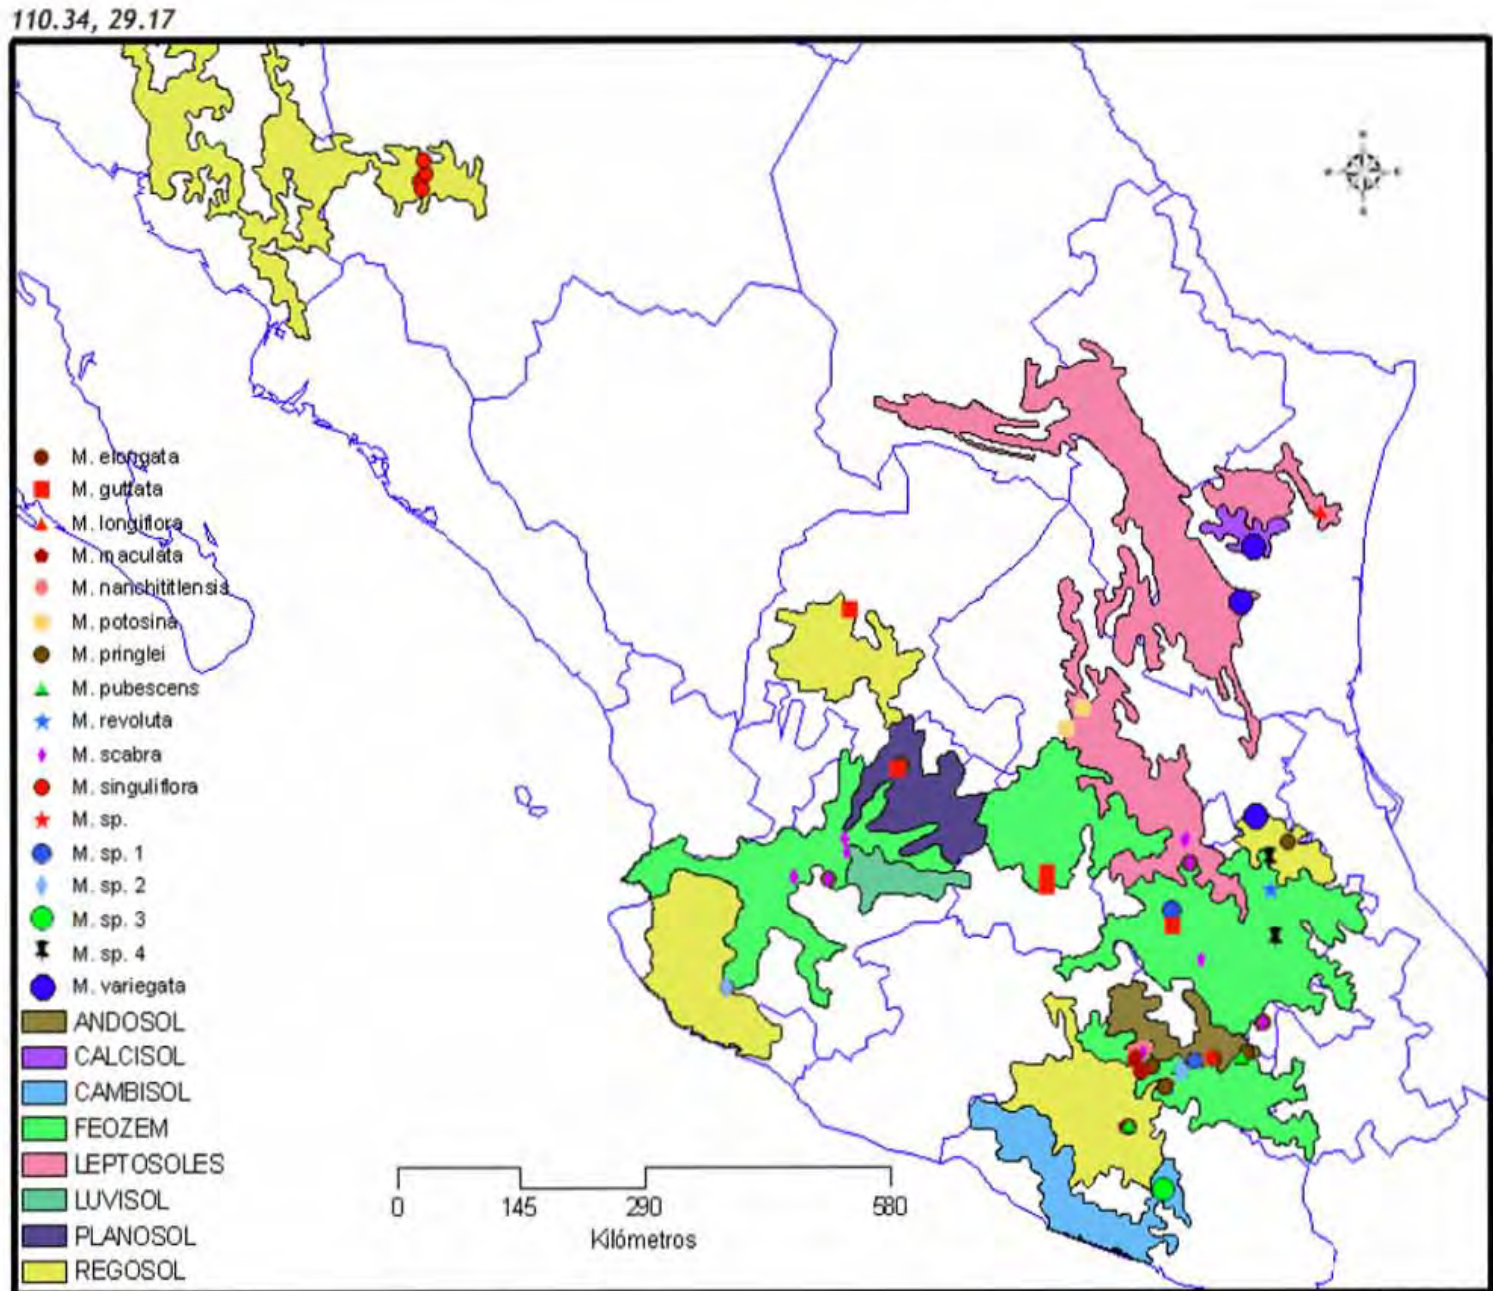 110.34, 29.17
M. elongata
M. guttata
M. longiflora
M. maculata
M. nanchititlensis
M. potosina
M. pringlei
M. pubescens
M. revoluta
M. scabra
M. singuliflora
M. sp.
M. sp. 1
M. sp. 2
M. sp. 3
M. sp. 4
M. variegata
ANDOSOL
CALCISOL
CAMBISOL
FEOZEM
LEPTOSOLES
LUVISOL
PLANOSOL
REGOSOL
0 145 290 580
Kilómetros